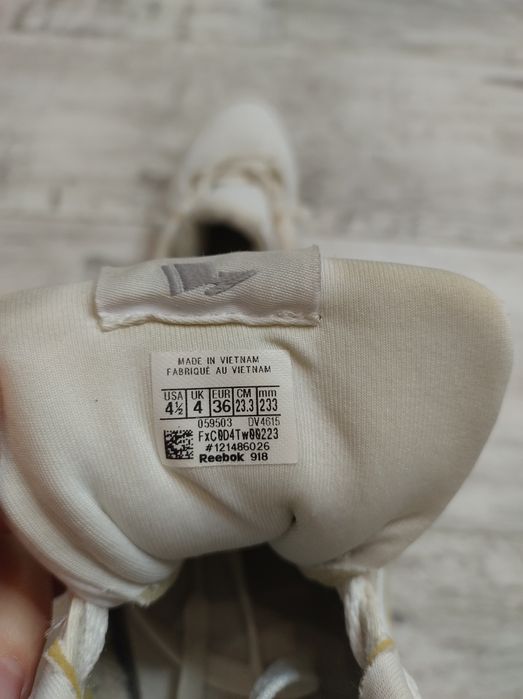 MADE IN VIETNAM
FABRIQUÉ AU VIETNAM
USA UK EUR CM mm
4½ 4 36 23.3 233
059503 DV4615
FxC0D4Tw00223
#121486026
Reebok 918